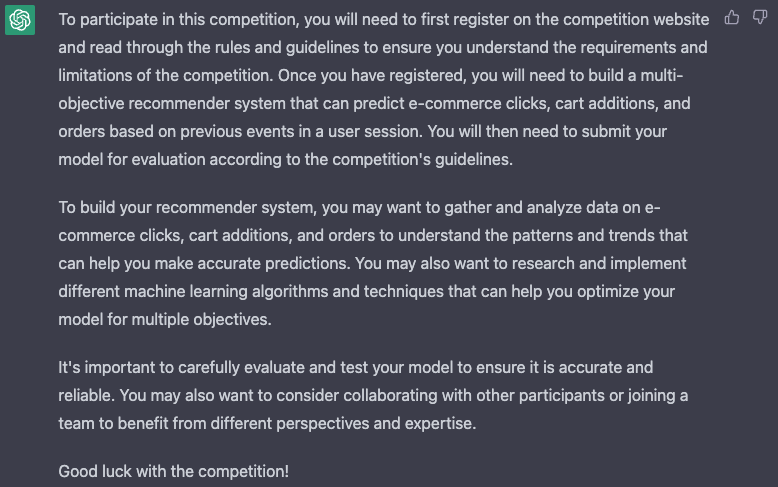 To participate in this competition, you will need to first register on the competition website
and read through the rules and guidelines to ensure you understand the requirements and
limitations of the competition. Once you have registered, you will need to build a multi-
objective recommender system that can predict e-commerce clicks, cart additions, and
orders based on previous events in a user session. You will then need to submit your
model for evaluation according to the competition's guidelines.
To build your recommender system, you may want to gather and analyze data on e-
commerce clicks, cart additions, and orders to understand the patterns and trends that
can help you make accurate predictions. You may also want to research and implement
different machine learning algorithms and techniques that can help you optimize your
model for multiple objectives.
It's important to carefully evaluate and test your model to ensure it is accurate and
reliable. You may also want to consider collaborating with other participants or joining a
team to benefit from different perspectives and expertise.
Good luck with the competition!